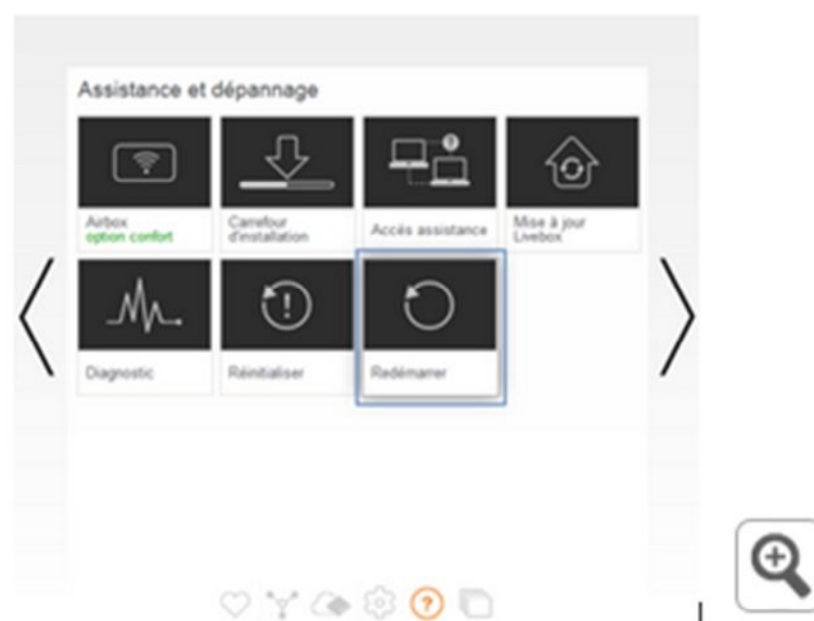 Assistance et dépannage
Airbox
option confort
Carrefour
d'installation
Accès assistance
Mise à jour
Livebox
Diagnostic
Réinitialiser
Redémarrer